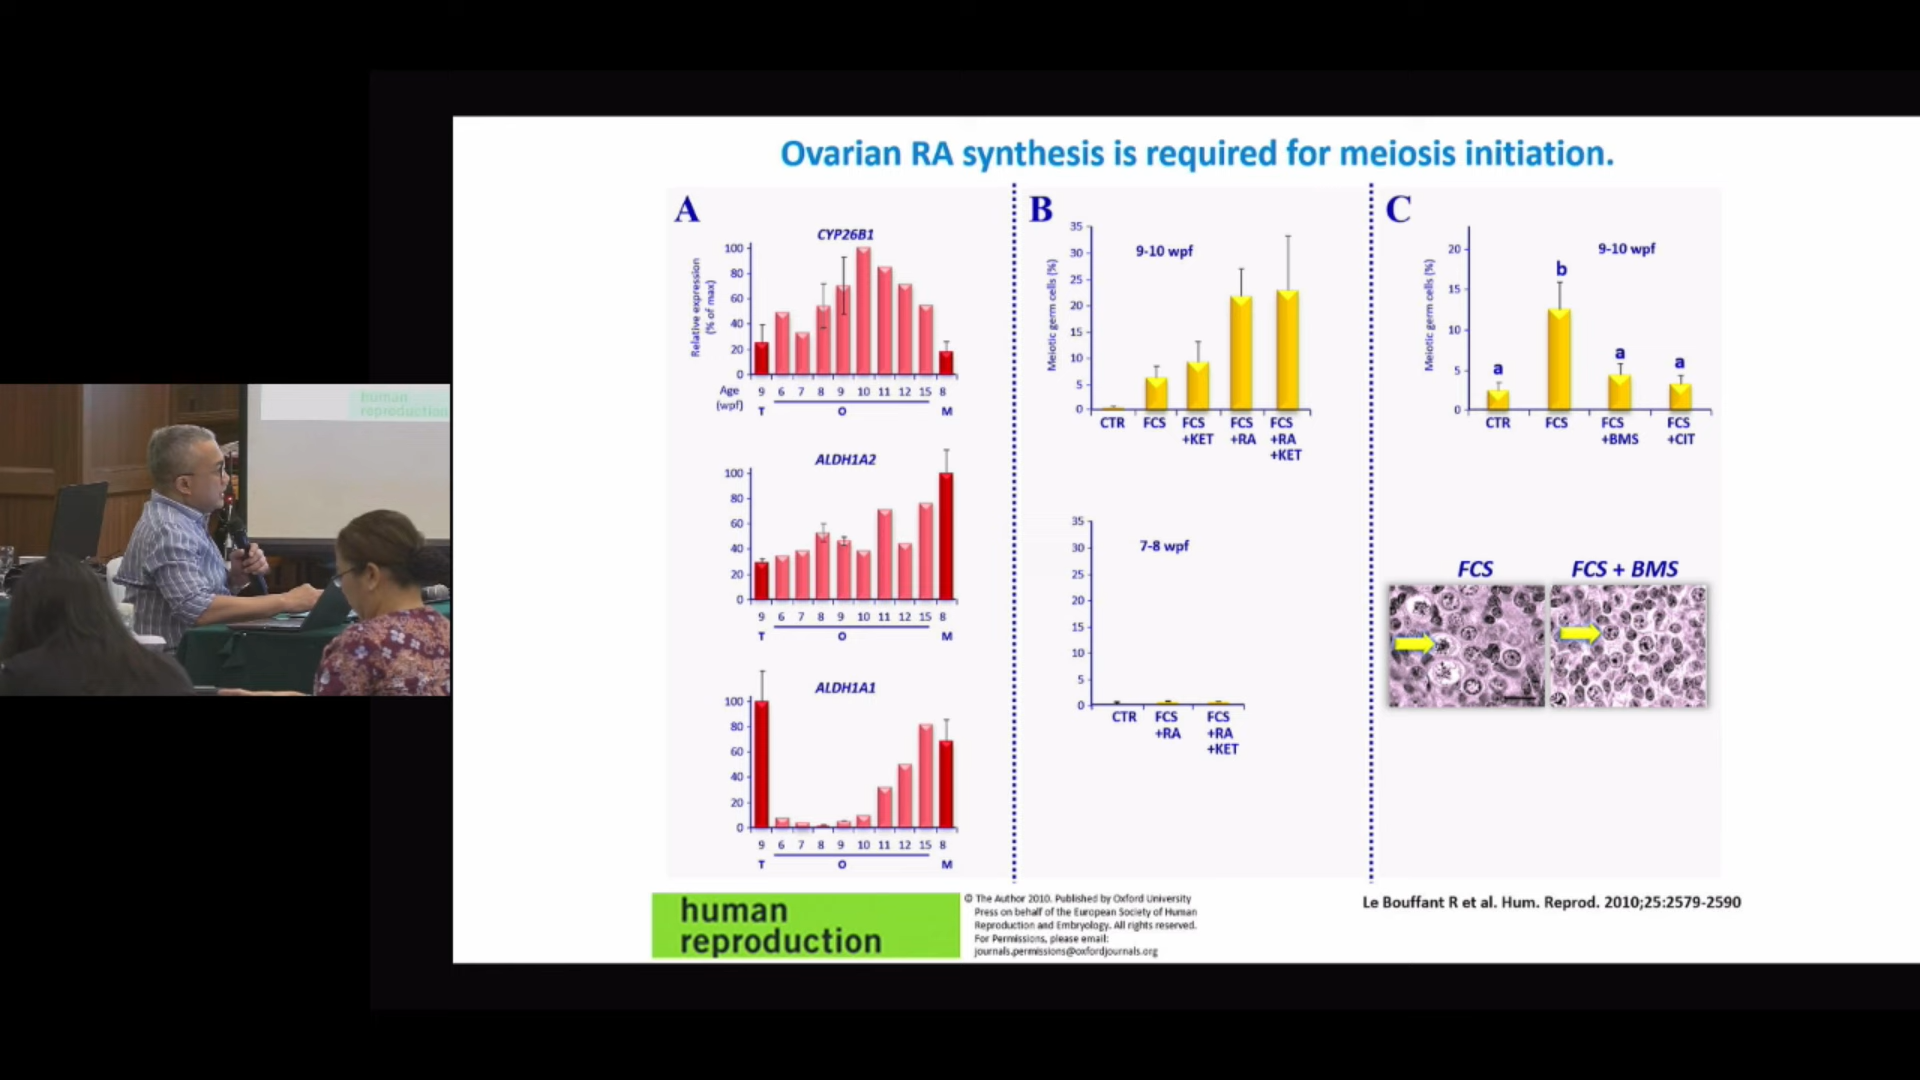 Ovarian RA synthesis is required for meiosis initiation.
A
CYP26B1
Relative expression
(% of max)
100
80
60
40
20
0
Age
(wpf)
9 6 7 8 9 10 11 12 15 8
T O M
ALDH1A2
100
80
60
40
20
0
9 6 7 8 9 10 11 12 15 8
T O M
ALDH1A1
100
80
60
40
20
0
9 6 7 8 9 10 11 12 15 8
T O M
B
9-10 wpf
Meiotic germ cells (%)
35
30
25
20
15
10
5
0
CTR FCS FCS FCS FCS
+KET +RA +RA
+KET
7-8 wpf
35
30
25
20
15
10
5
0
CTR FCS FCS
+RA +RA
+KET
C
9-10 wpf
Meiotic germ cells (%)
20
15
10
5
0
a b a a
CTR FCS FCS FCS
+BMS +CIT
FCS FCS + BMS
human
reproduction
© The Author 2010. Published by Oxford University
Press on behalf of the European Society of Human
Reproduction and Embryology. All rights reserved.
For Permissions, please email:
journals.permissions@oxfordjournals.org
Le Bouffant R et al. Hum. Reprod. 2010;25:2579-2590
human
reproduction